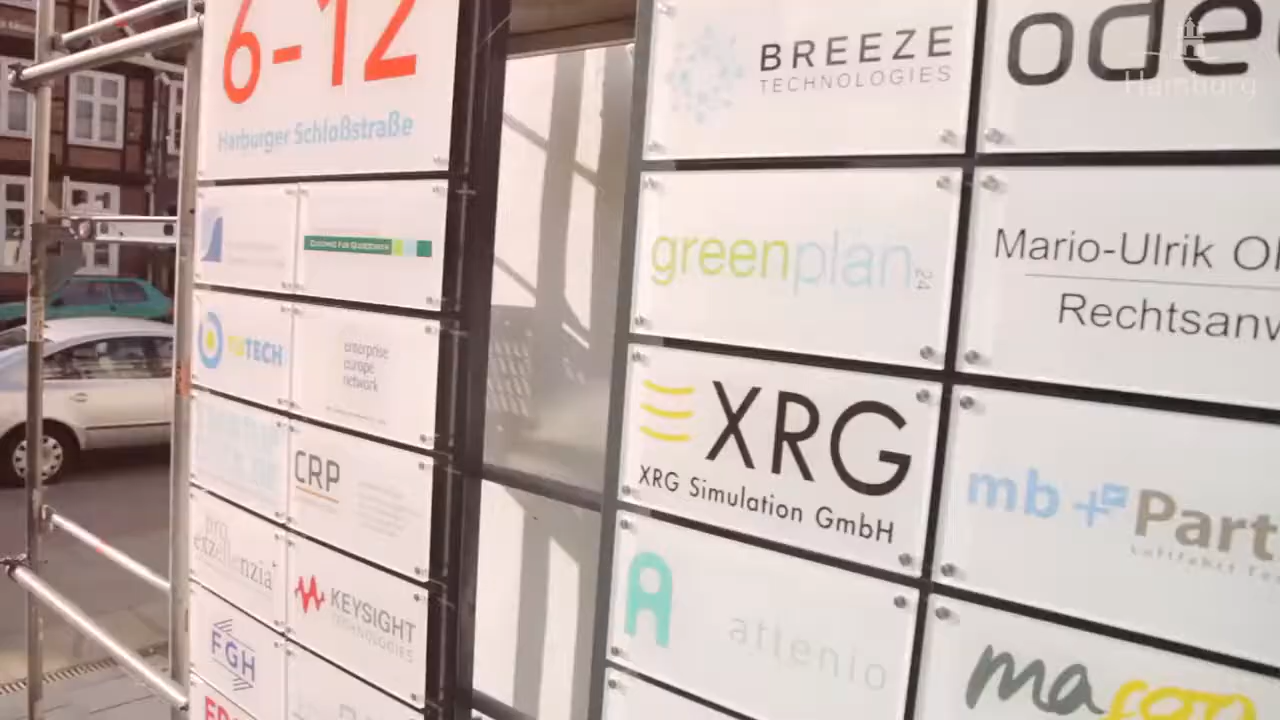 6-12
Harburger Schloßstraße
TECH
enterprise
europe
network
CRP
pro
exzellenzia
KEYSIGHT
TECHNOLOGIES
FGH
BREEZE
TECHNOLOGIES
greenplan
24
XRG
XRG Simulation GmbH
attenio
ode
Hamburg
Mario-Ulrik
Rechtsanw
mb+Part
Luftfahrt
ma